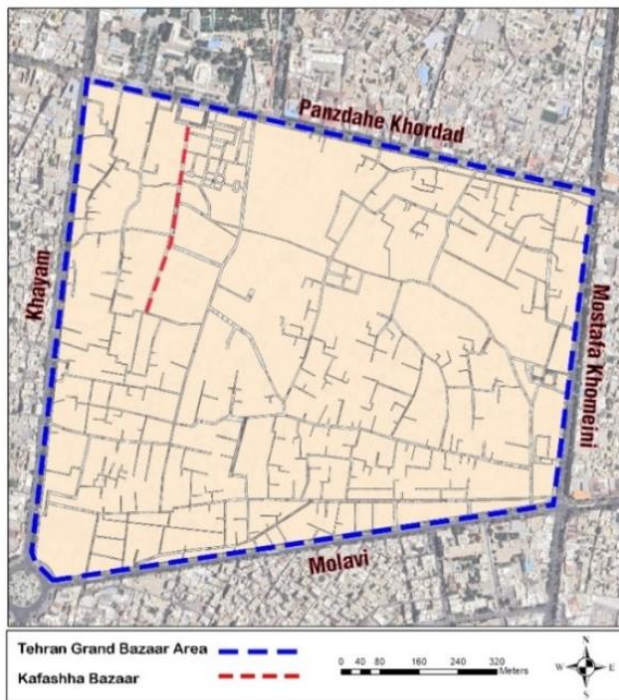 Panzdahe Khordad
Khayam
Mostafa Khomeini
Molavi
Tehran Grand Bazaar Area
Kafashha Bazaar
0 40 80 160 240 320
Meters
N
W E
S